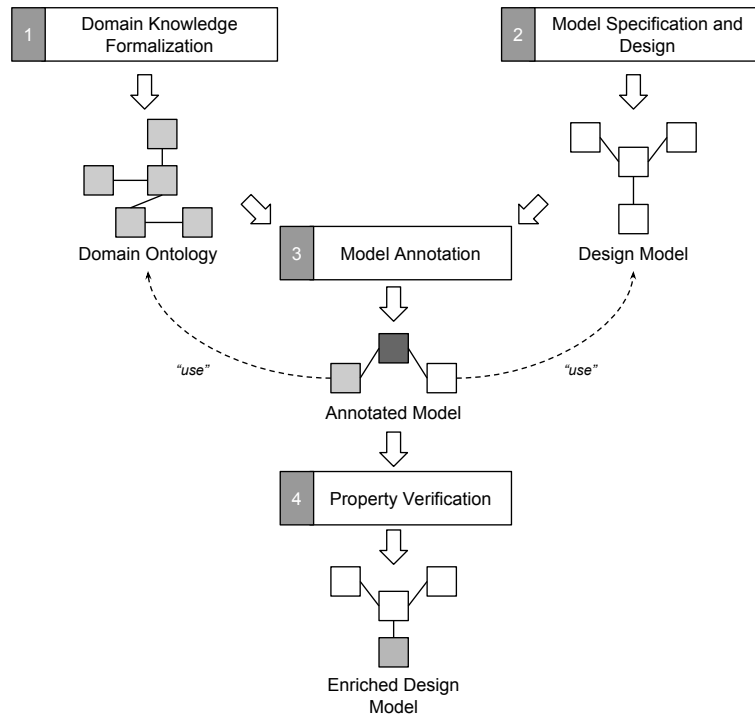 1
Domain Knowledge
Formalization
2
Model Specification and
Design
Domain Ontology
3
Model Annotation
Design Model
“use”
“use”
Annotated Model
4
Property Verification
Enriched Design
Model